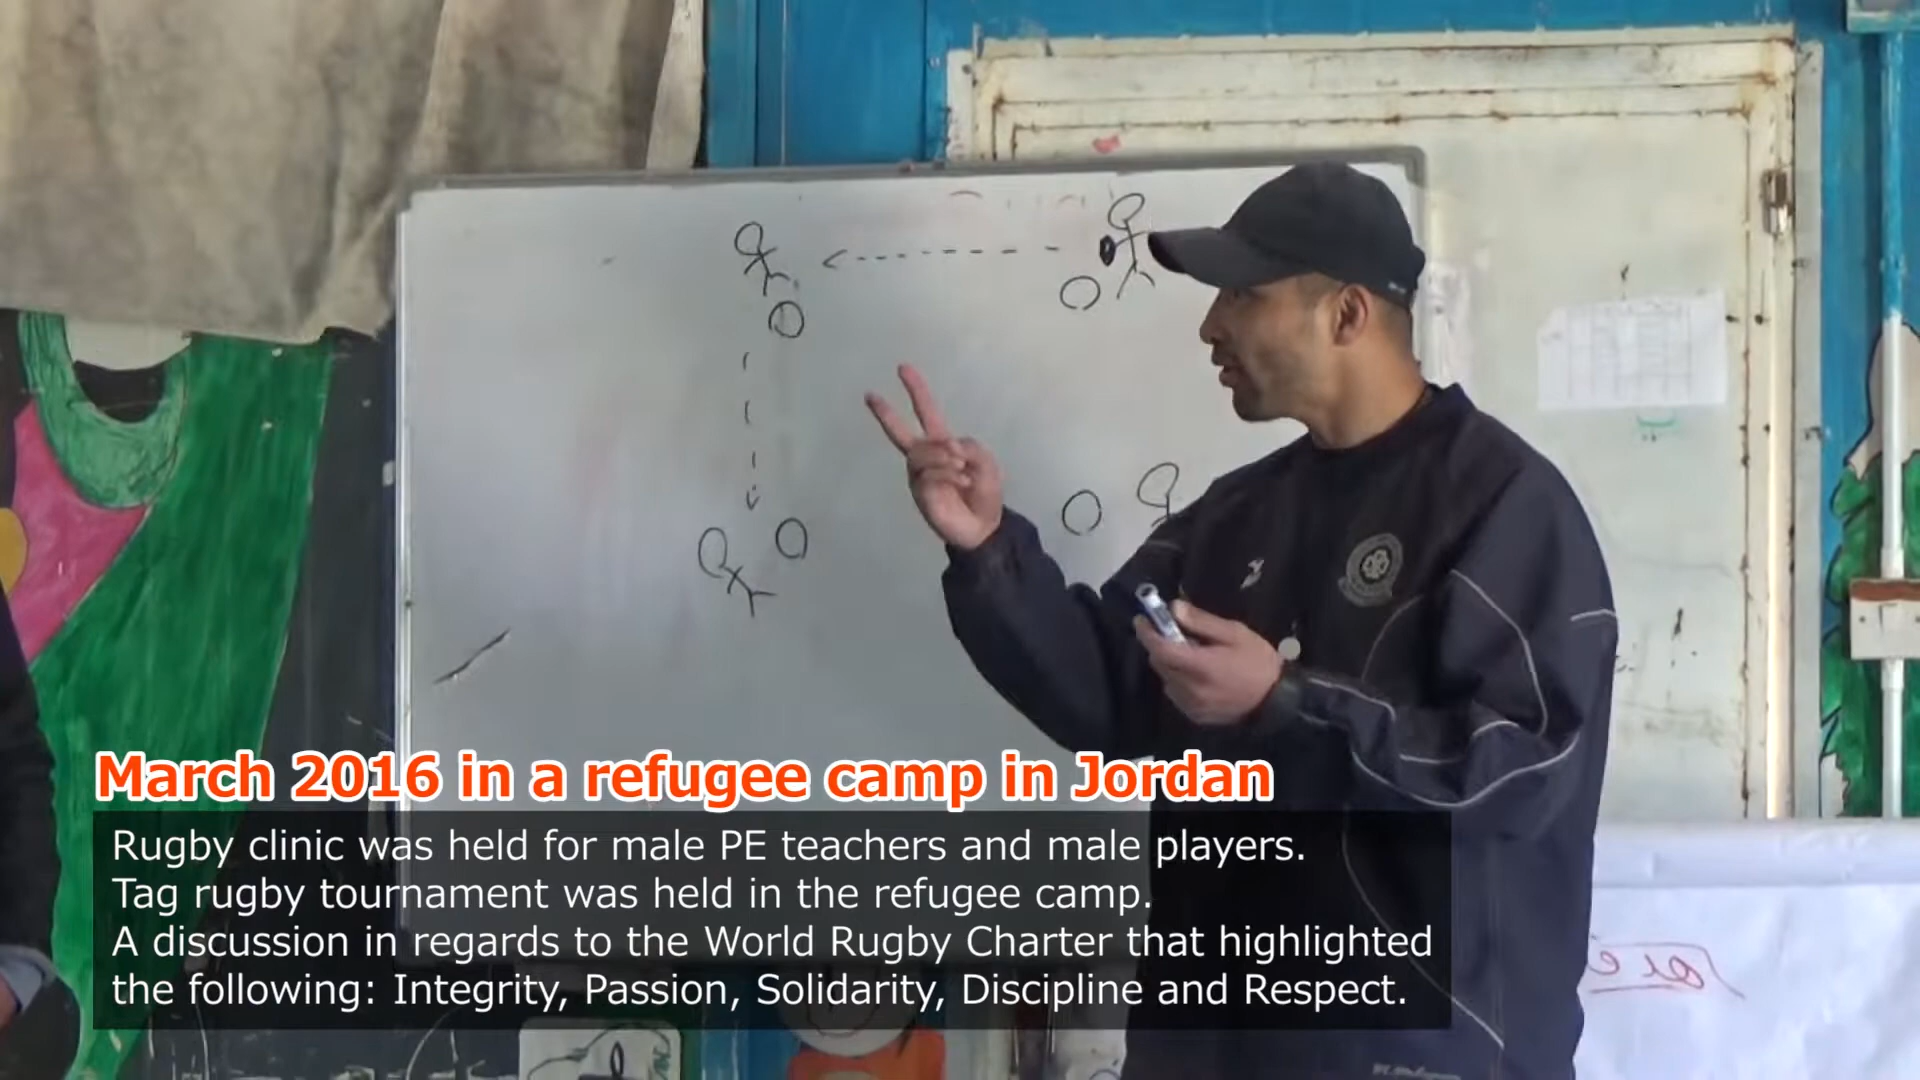 March 2016 in a refugee camp in Jordan
Rugby clinic was held for male PE teachers and male players.
Tag rugby tournament was held in the refugee camp.
A discussion in regards to the World Rugby Charter that highlighted
the following: Integrity, Passion, Solidarity, Discipline and Respect.